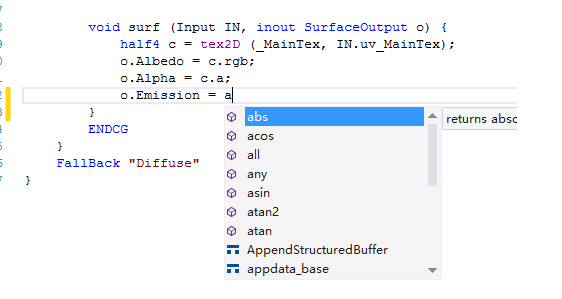 void surf (Input IN, inout SurfaceOutput o) {
half4 c = tex2D (_MainTex, IN.uv_MainTex);
o.Albedo = c.rgb;
o.Alpha = c.a;
o.Emission = a
}
abs
returns absc
acos
ENDCG
all
}
any
FallBack "Diffuse"
asin
}
atan2
atan
AppendStructuredBuffer
appdata_base